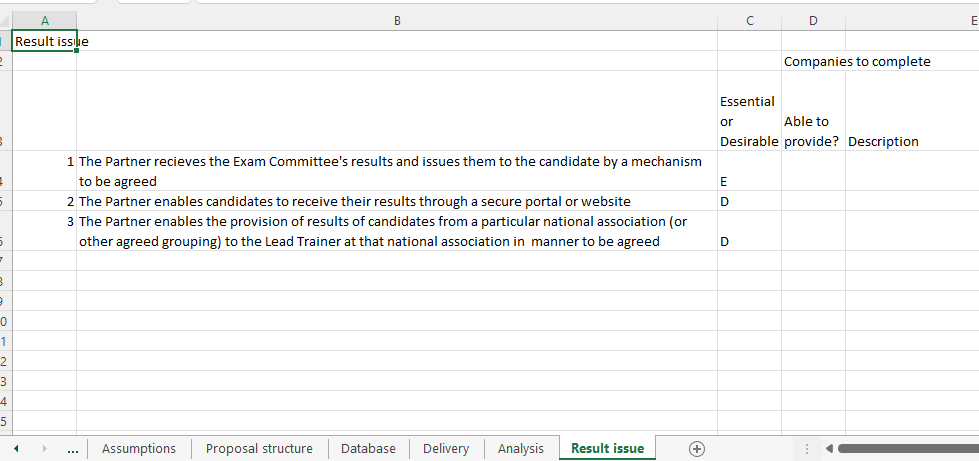 A B C D E
Result issue
Companies to complete
Essential
or Able to
Desirable provide? Description
1 The Partner recieves the Exam Committee's results and issues them to the candidate by a mechanism
to be agreed E
2 The Partner enables candidates to receive their results through a secure portal or website D
3 The Partner enables the provision of results of candidates from a particular national association (or
other agreed grouping) to the Lead Trainer at that national association in  manner to be agreed D
... Assumptions Proposal structure Database Delivery Analysis Result issue